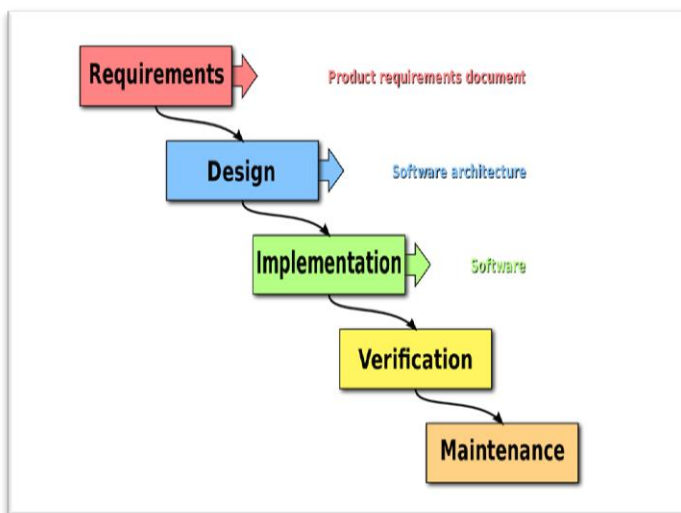 Requirements
Product requirements document
Design
Software architecture
Implementation
Software
Verification
Maintenance